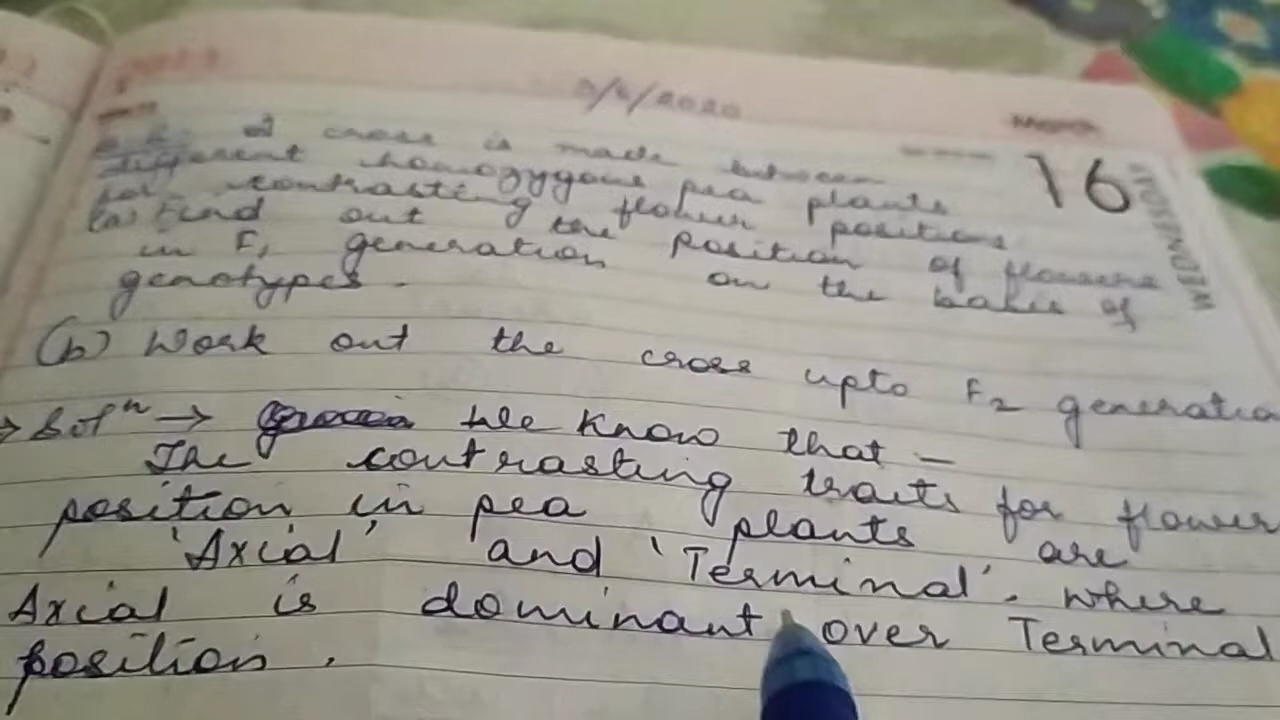 /2020
16
WEDNESDAY
A cross is made between
different homozygous pea plants
for contrasting flower positions
(a) Find out the position of flowers
in F₁ generation on the basis of
genotypes.
(b) Work out the cross upto F₂ generation
Solⁿ → We know that —
The contrasting traits for flower
position in pea plants are
'Axial' and 'Terminal'. where
Axial is dominant over Terminal
position.